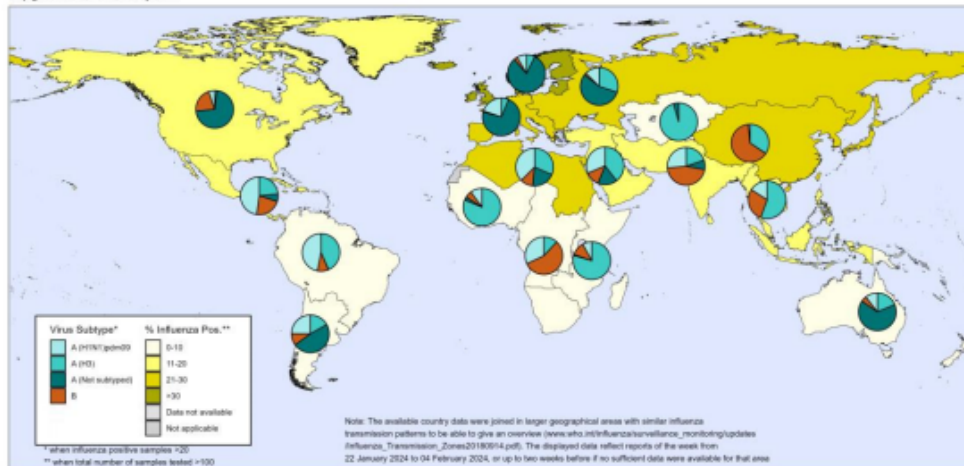 Virus Subtype*
A (H1N1)pdm09
A (H3)
A (Not subtyped)
B
% Influenza Pos.**
0-10
11-20
21-30
>30
Data not available
Not applicable
* when influenza positive samples >20
** when total number of samples tested >100
Note: The available country data were joined in larger geographical areas with similar influenza
transmission patterns to be able to give an overview (www.who.int/influenza/surveillance_monitoring/updates
/Influenza_Transmission_Zones20180914.pdf). The displayed data reflect reports of the week from
22 January 2024 to 04 February 2024, or up to two weeks before if no sufficient data were available for that area